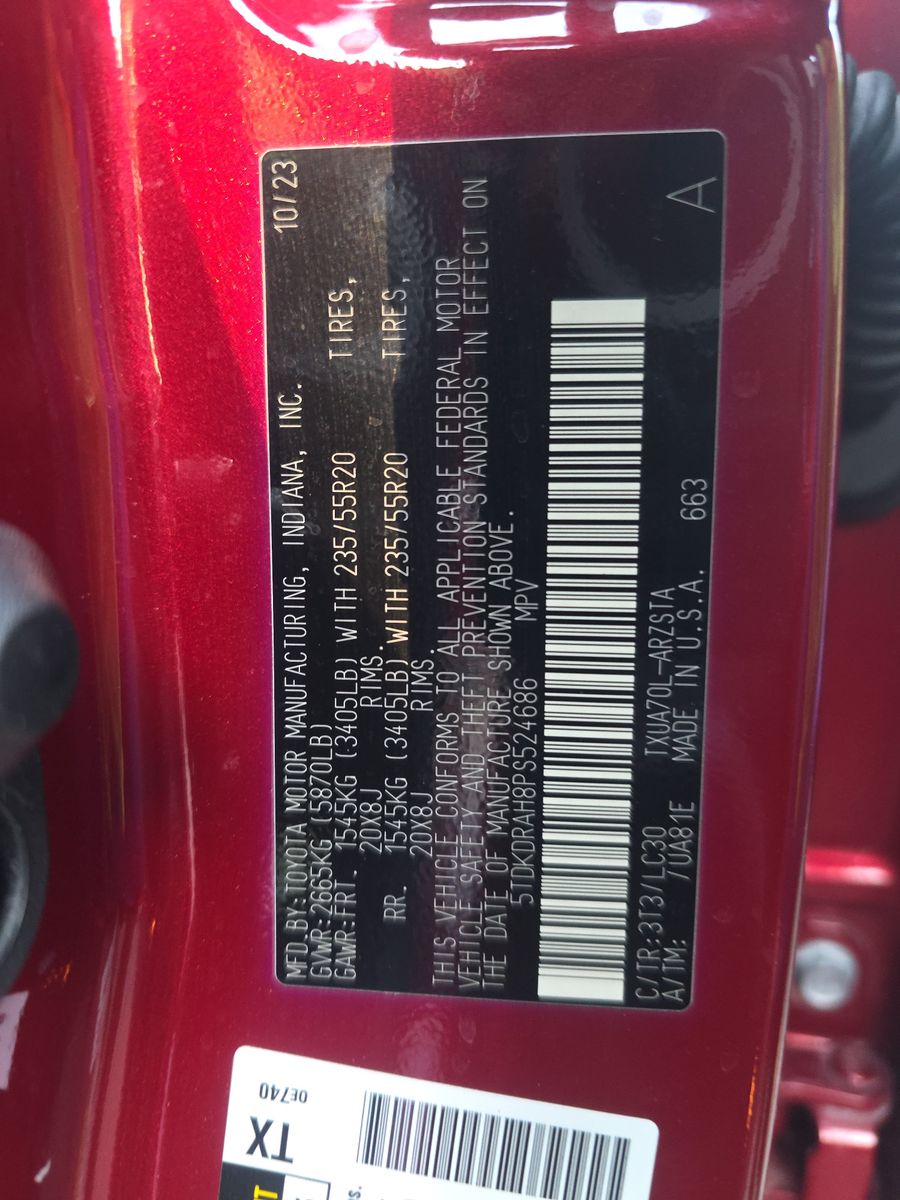 MFD.BY:TOYOTA MOTOR MANUFACTURING, INDIANA, INC. 10/23
GVWR:2665KG(5870LB)
GAWR:FRT. 1545KG (3405LB) WITH 235/55R20 TIRES,
20X8J RIMS.
RR. 1545KG (3405LB) WITH 235/55R20 TIRES,
20X8J RIMS.
THIS VEHICLE CONFORMS TO ALL APPLICABLE FEDERAL MOTOR
VEHICLE SAFETY AND THEFT PREVENTION STANDARDS IN EFFECT ON
THE DATE OF MANUFACTURE SHOWN ABOVE.
5TDKDRAH8PS524686 MPV
C/TR:3T3/LC30 TXUA70L-ARZSTA
A/TM: /UA81E MADE IN U.S.A. 663 A
0E740
TX